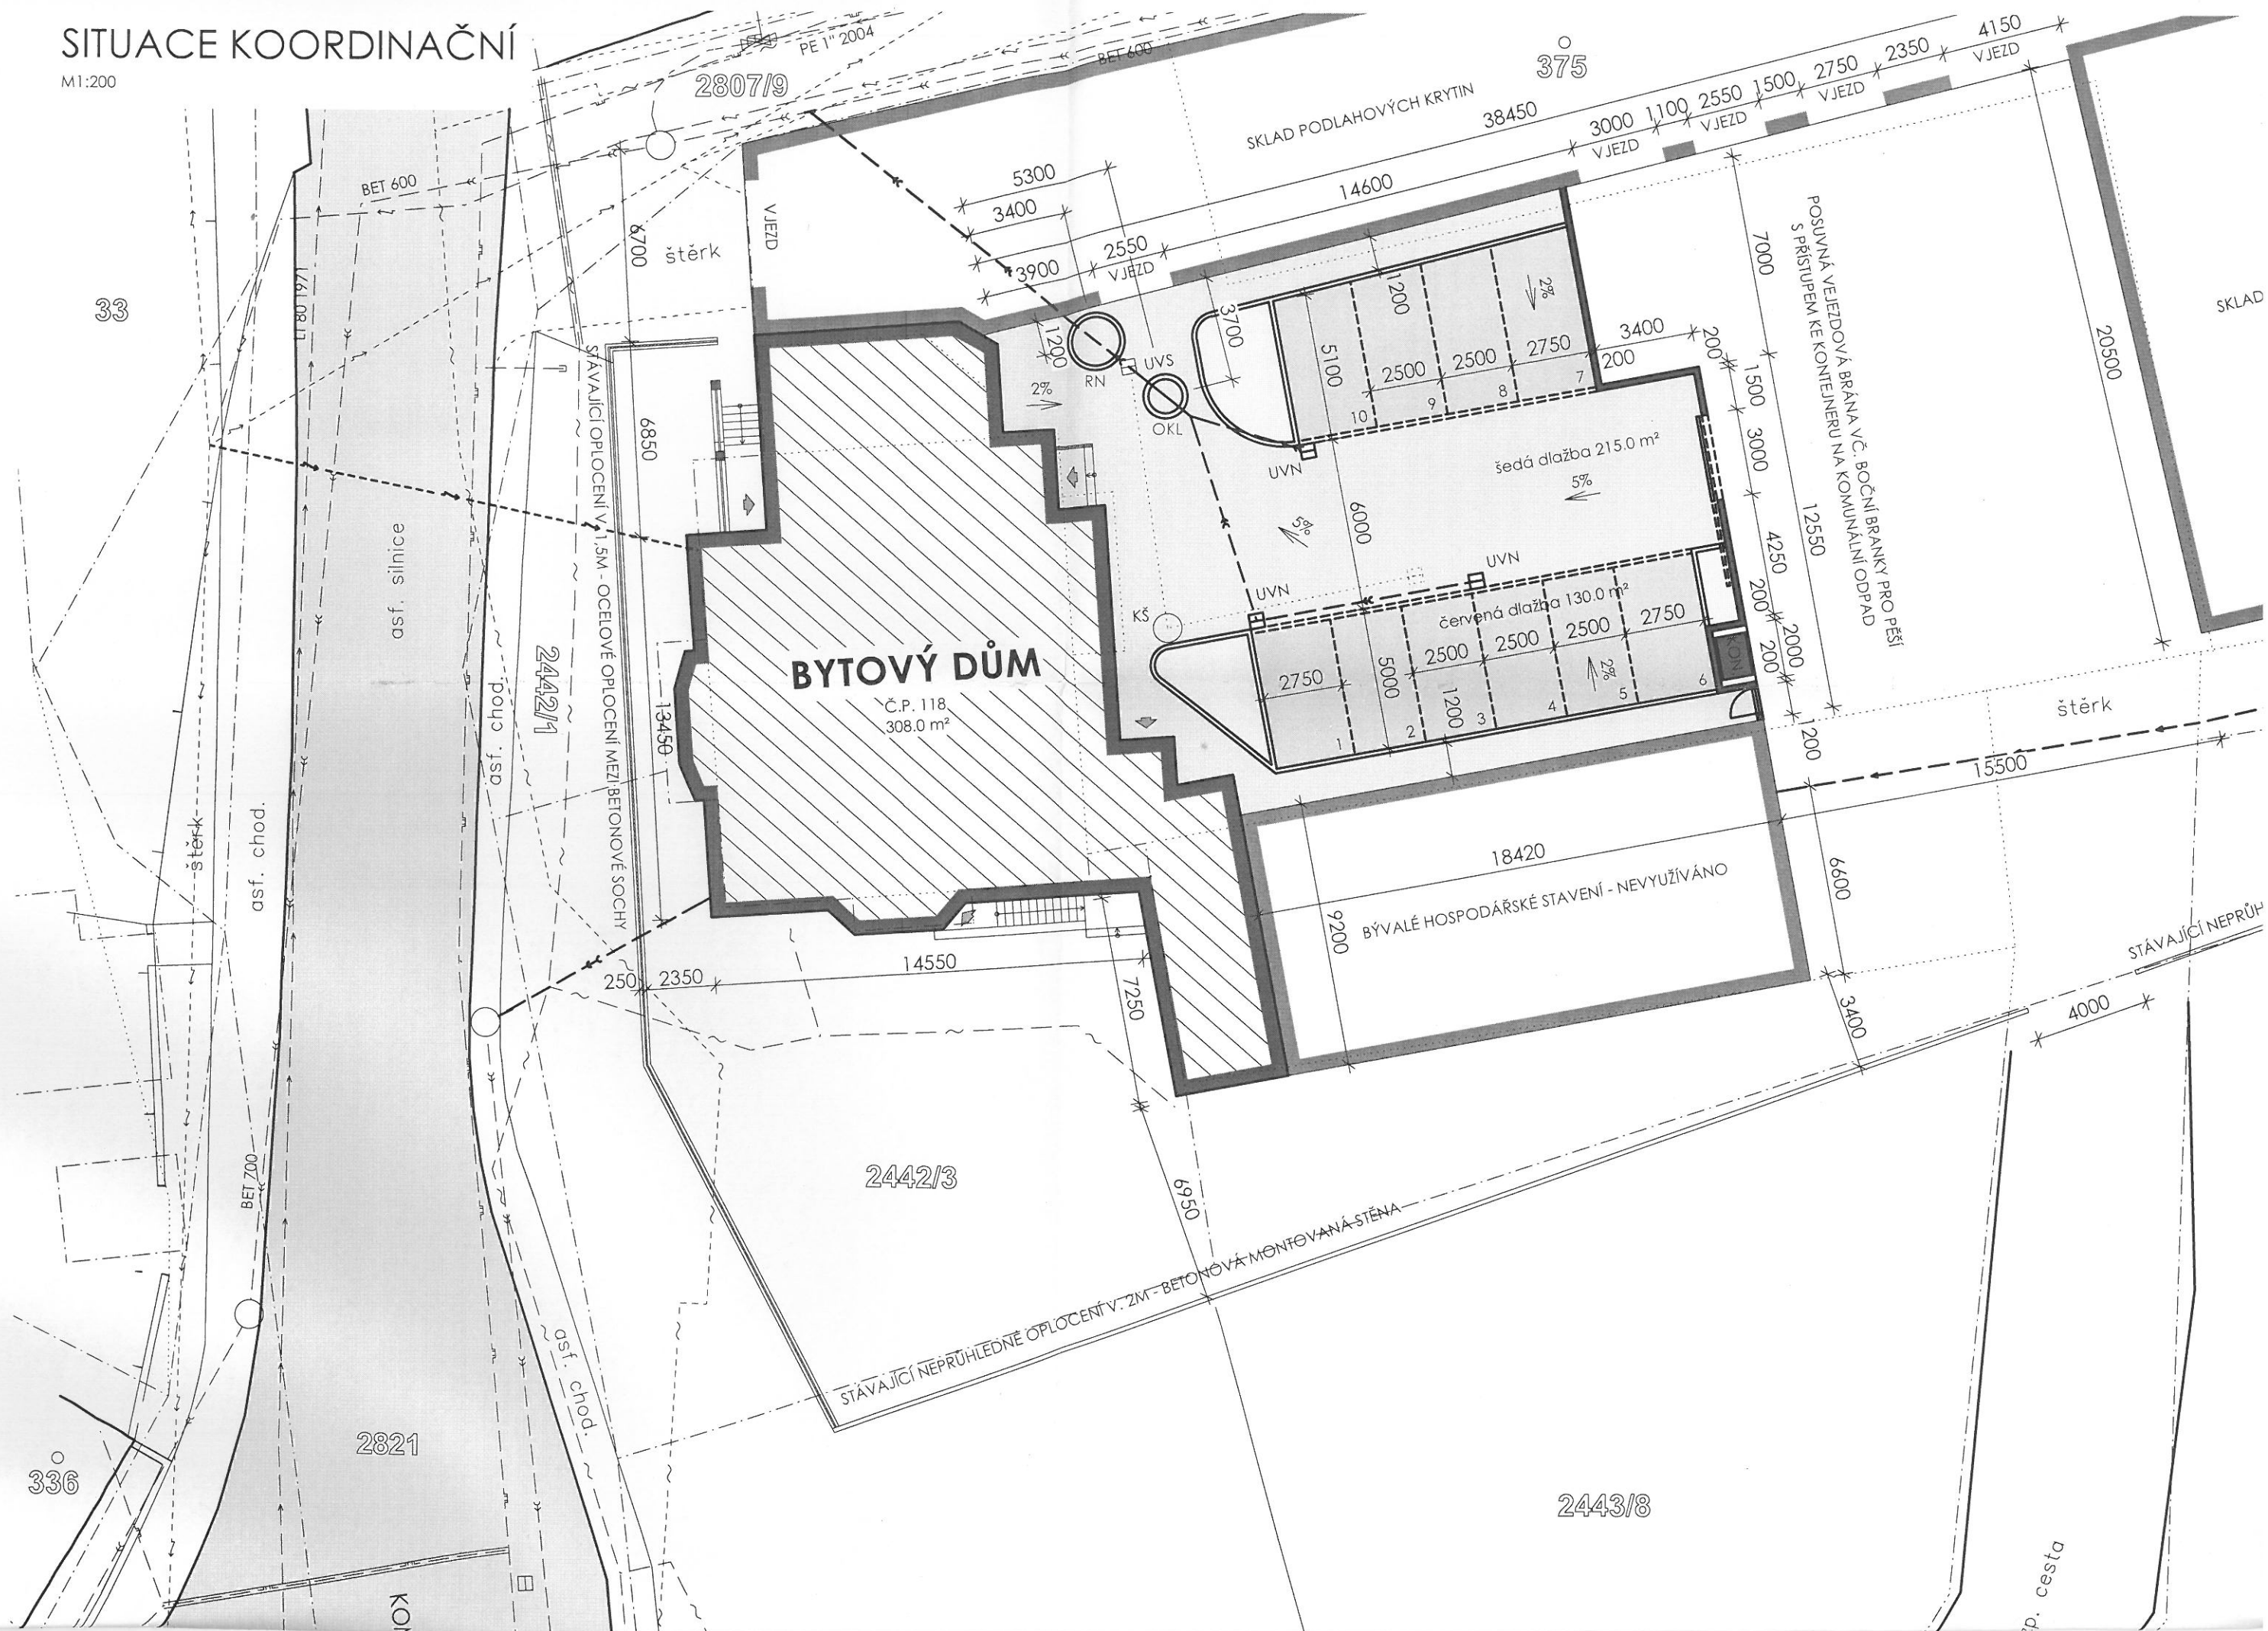 SITUACE KOORDINAČNÍ
M1:200
PE 1" 2004
BET 600
2807/9
375
SKLAD PODLAHOVÝCH KRYTIN
38450
3000
1100
2550
1500
2750
2350
4150
VJEZD
VJEZD
VJEZD
VJEZD
BET 600
33
6700
štěrk
VJEZD
5300
3400
2550
3900
VJEZD
14600
7000
POSUVNÁ VEJEZDOVÁ BRÁNA VČ. BOČNÍ BRANKY PRO PĚŠÍ
S PŘÍSTUPEM KE KONTEJNERU NA KOMUNÁLNÍ ODPAD
20500
SKLAD
1200
3700
1200
2%
RN
UVS
OKL
2%
5100
2500
2500
2750
10
9
8
7
3400
200
200
1500
3000
12550
4250
200
2000
200
1200
UVN
šedá dlažba 215.0 m²
5%
5%
6000
UVN
UVN
KŠ
červená dlažba 130.0 m²
2750
5000
2500
2500
2500
2750
1200
2%
1
2
3
4
5
6
KON
6850
STÁVAJÍCÍ OPLOCENÍ V. 1,5M - OCELOVÉ OPLOCENÍ MEZI BETONOVÉ SOCHY
asf. silnice
asf. chod.
2442/1
13450
BYTOVÝ DŮM
Č.P. 118
308.0 m²
štěrk
15500
štěrk
asf. chod.
18420
BÝVALÉ HOSPODÁŘSKÉ STAVENÍ - NEVYUŽÍVÁNO
9200
6600
3400
4000
STÁVAJÍCÍ NEPRŮH
250
2350
14550
7250
2442/3
6950
STÁVAJÍCÍ NEPRŮHLEDNÉ OPLOCENÍ V. 2M - BETONOVÁ MONTOVANÁ STĚNA
BET 700
asf. chod.
2821
336
2443/8
KO
p. cesta